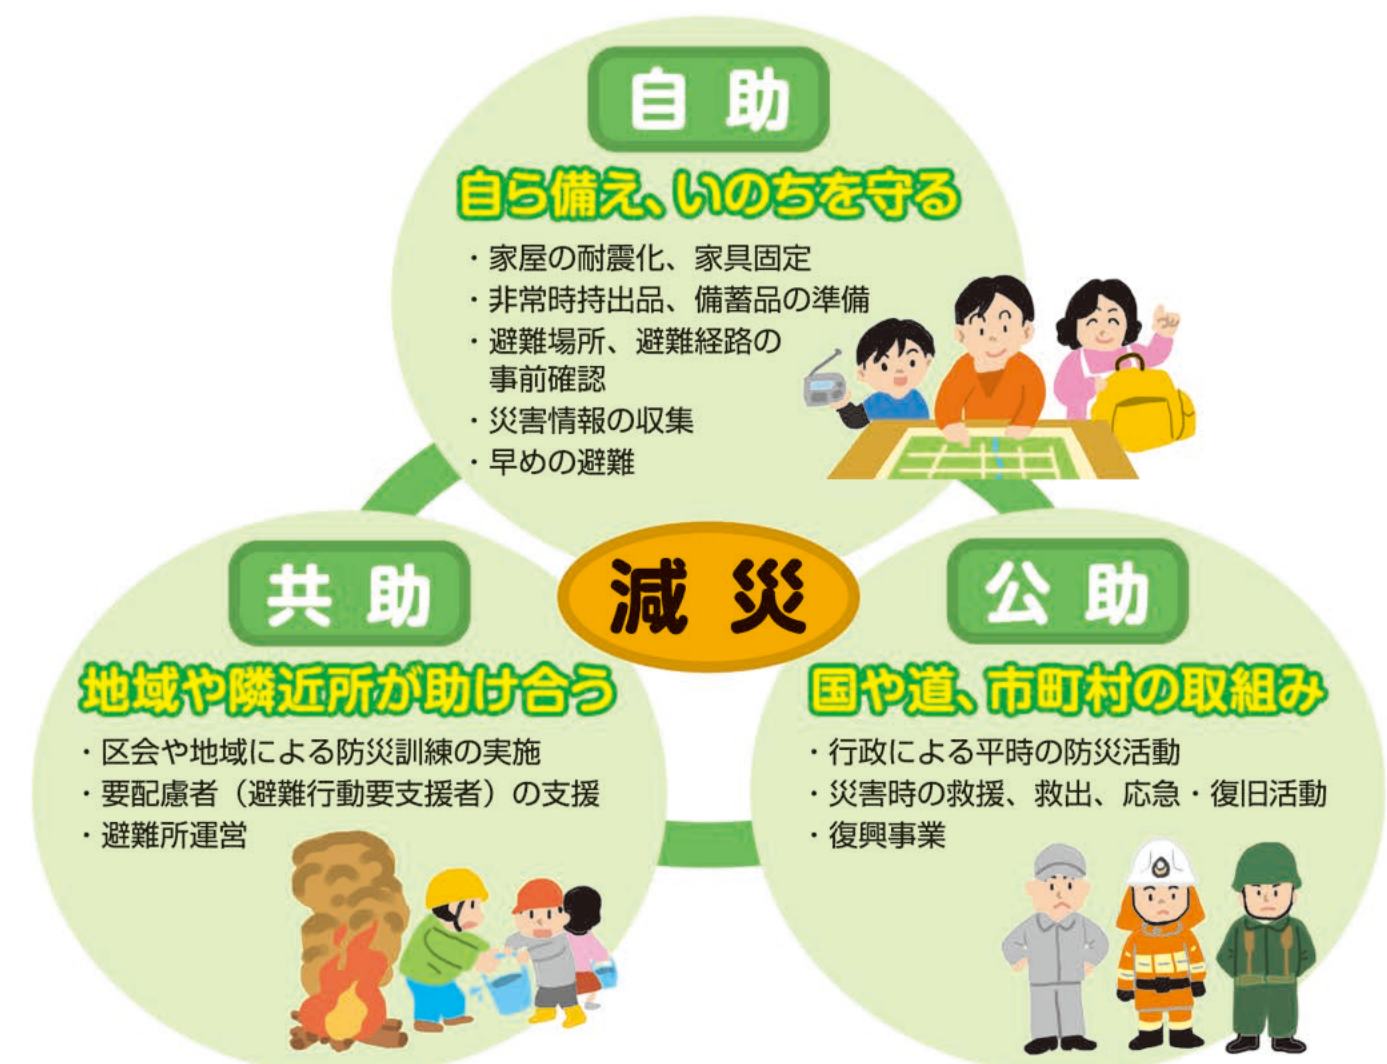 自助
自ら備え、いのちを守る
・家屋の耐震化、家具固定
・非常時持出品、備蓄品の準備
・避難場所、避難経路の
事前確認
・災害情報の収集
・早めの避難
減災
共助
地域や隣近所が助け合う
・区会や地域による防災訓練の実施
・要配慮者（避難行動要支援者）の支援
・避難所運営
公助
国や道、市町村の取組み
・行政による平時の防災活動
・災害時の救援、救出、応急・復旧活動
・復興事業